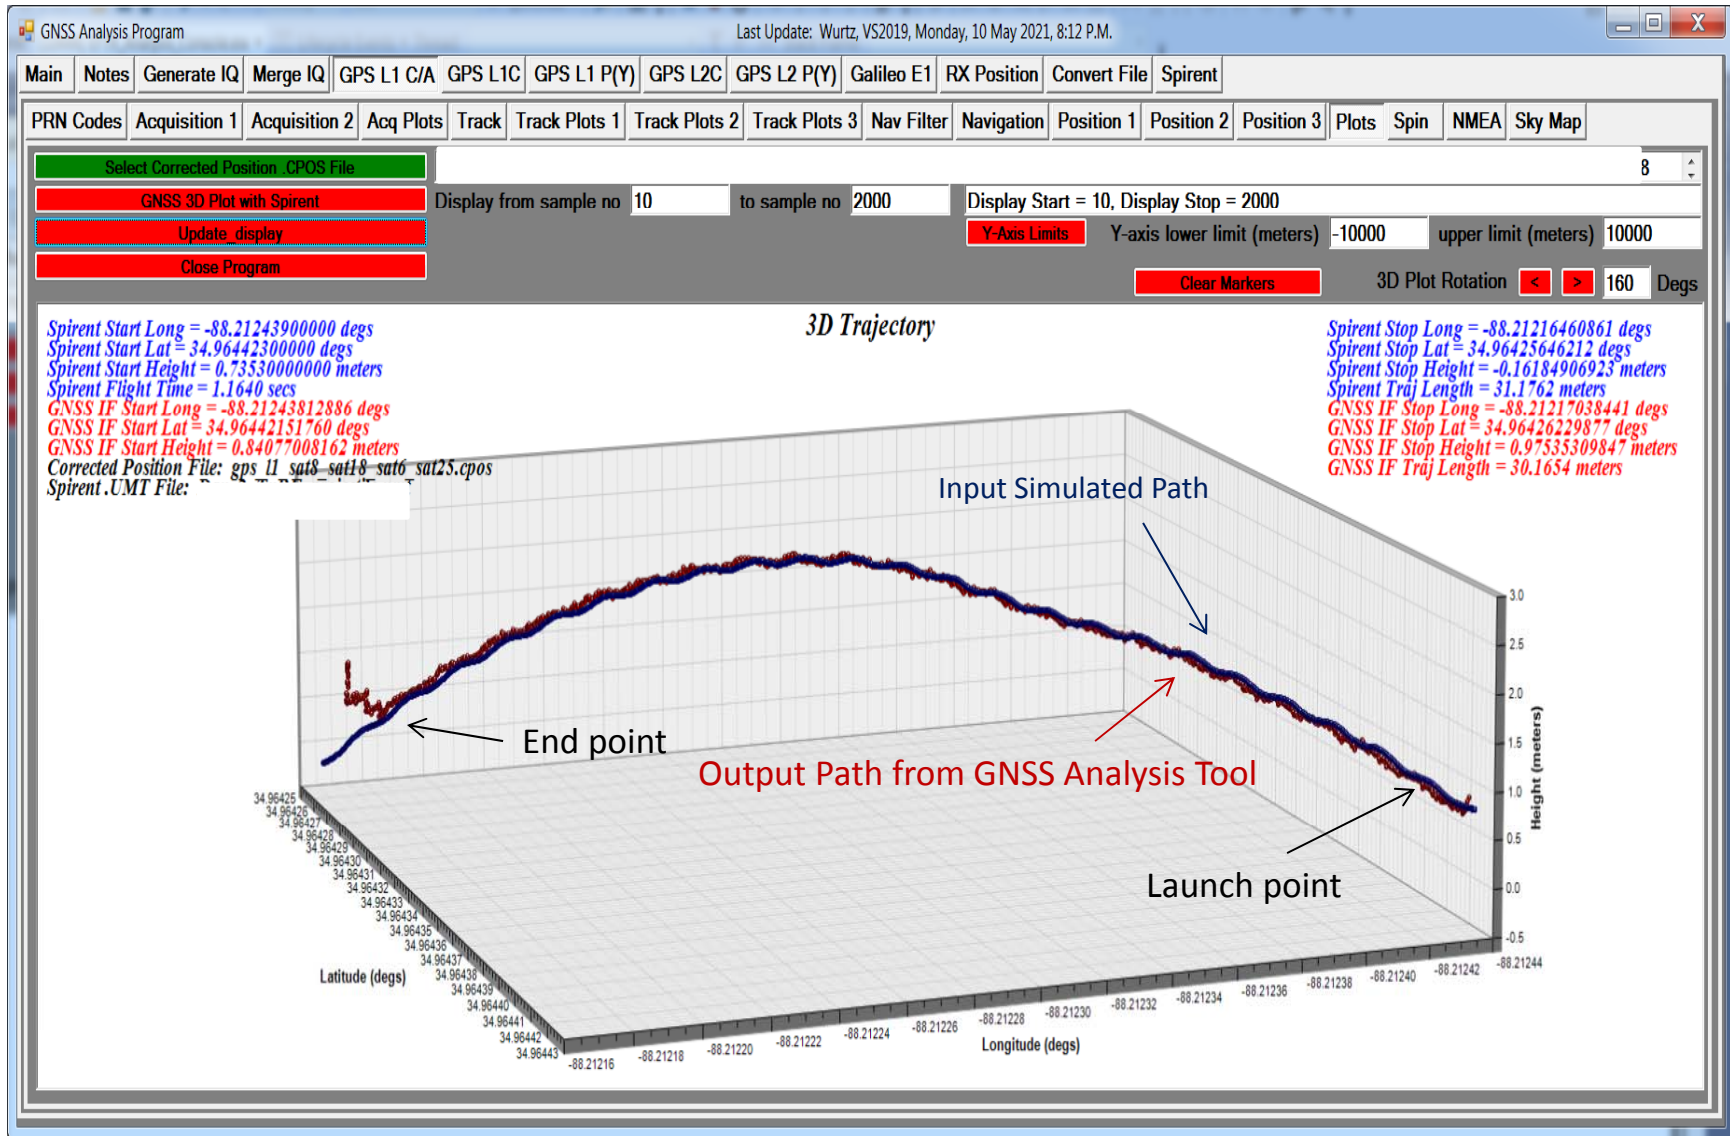 GNSS Analysis Program
Last Update: Wurtz, VS2019, Monday, 10 May 2021, 8:12 P.M.
Main Notes Generate IQ Merge IQ GPS L1 C/A GPS L1C GPS L1 P(Y) GPS L2C GPS L2 P(Y) Galileo E1 RX Position Convert File Spirent
PRN Codes Acquisition 1 Acquisition 2 Acq Plots Track Track Plots 1 Track Plots 2 Track Plots 3 Nav Filter Navigation Position 1 Position 2 Position 3 Plots Spin NMEA Sky Map
Select Corrected Position .CPOS File
8
GNSS 3D Plot with Spirent
Display from sample no 10 to sample no 2000
Display Start = 10, Display Stop = 2000
Update_display
Y-Axis Limits
Y-axis lower limit (meters) -10000 upper limit (meters) 10000
Close Program
Clear Markers
3D Plot Rotation < > 160 Degs
3D Trajectory
Spirent Start Long = -88.21243900000 degs
Spirent Start Lat = 34.96442300000 degs
Spirent Start Height = 0.73530000000 meters
Spirent Flight Time = 1.1640 secs
GNSS IF Start Long = -88.21243812886 degs
GNSS IF Start Lat = 34.96442151760 degs
GNSS IF Start Height = 0.84077008162 meters
Corrected Position File: gps_l1_sat8_sat18_sat6_sat25.cpos
Spirent .UMT File:
Spirent Stop Long = -88.21216460861 degs
Spirent Stop Lat = 34.96425646212 degs
Spirent Stop Height = -0.16184906923 meters
Spirent Traj Length = 31.1762 meters
GNSS IF Stop Long = -88.21217038441 degs
GNSS IF Stop Lat = 34.96426229877 degs
GNSS IF Stop Height = 0.97535309847 meters
GNSS IF Traj Length = 30.1654 meters
Input Simulated Path
End point
Output Path from GNSS Analysis Tool
Launch point
3.0
2.5
2.0
1.5
1.0
0.5
0.0
-0.5
Height (meters)
34.96425
34.96426
34.96427
34.96428
34.96429
34.96430
34.96431
34.96432
34.96433
34.96434
34.96435
34.96436
34.96437
34.96438
34.96439
34.96440
34.96441
34.96442
34.96443
Latitude (degs)
-88.21216
-88.21218
-88.21220
-88.21222
-88.21224
-88.21226
-88.21228
-88.21230
-88.21232
-88.21234
-88.21236
-88.21238
-88.21240
-88.21242
-88.21244
Longitude (degs)